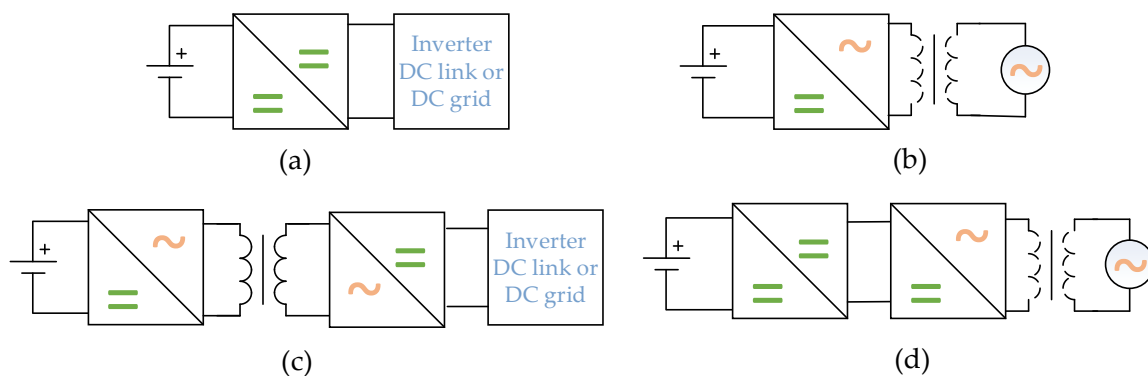 +
Inverter
DC link or
DC grid
(a)
+
(b)
+
Inverter
DC link or
DC grid
(c)
+
(d)